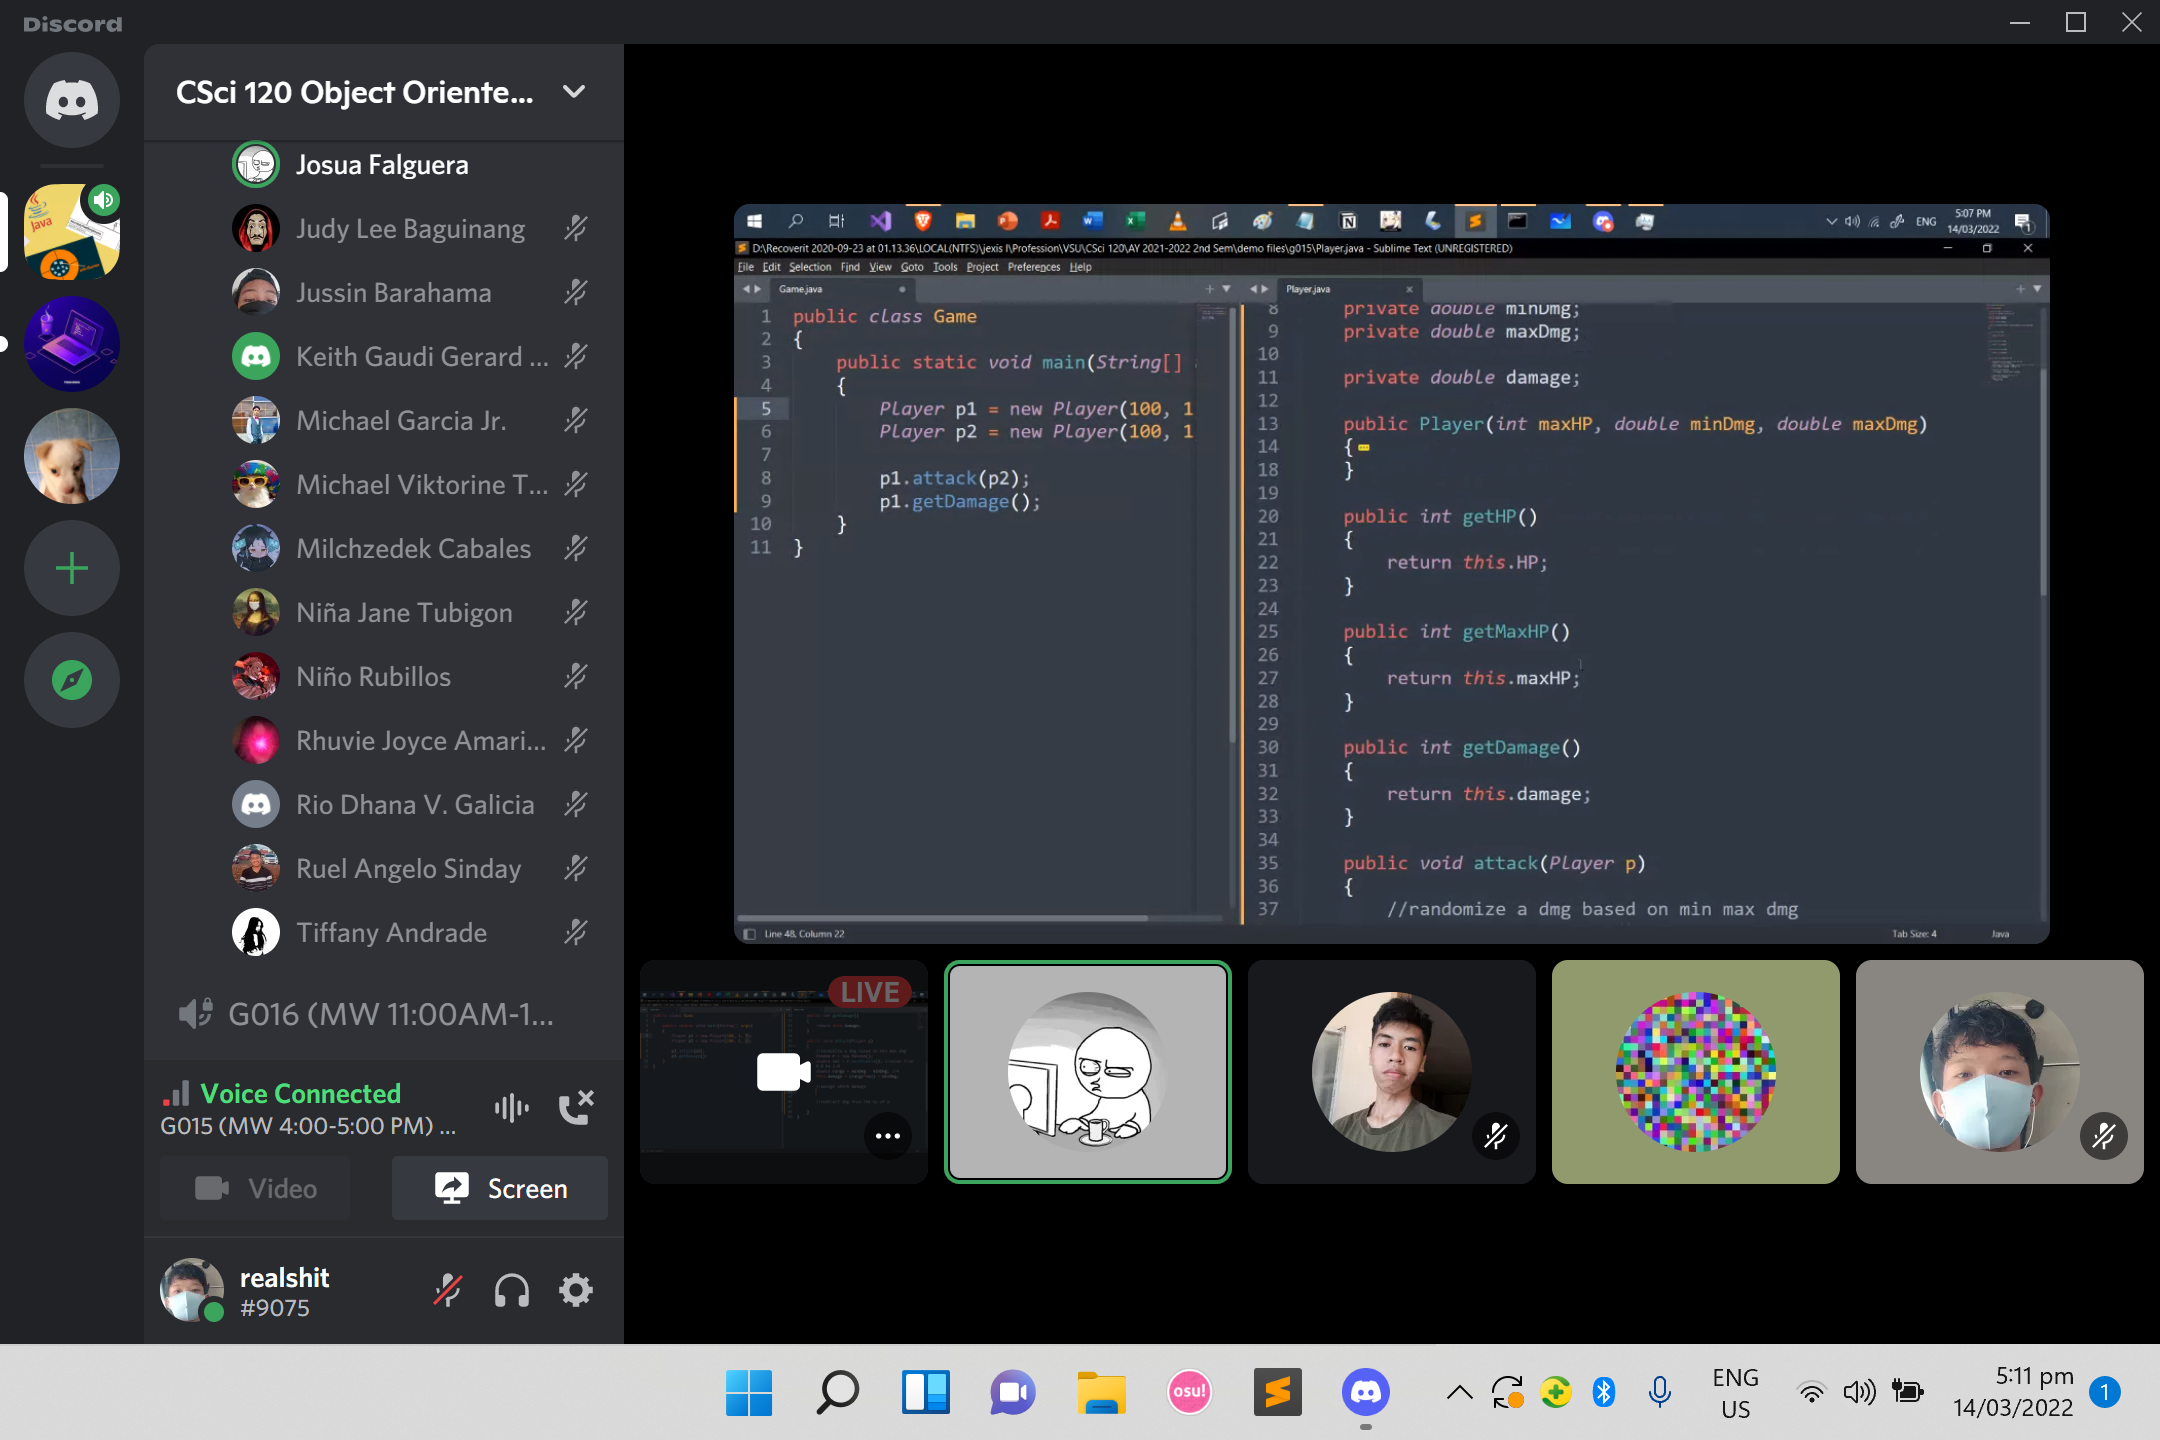 Discord
CSci 120 Object Oriente...
Josua Falguera
Judy Lee Baguinang
Jussin Barahama
Keith Gaudi Gerard ...
Michael Garcia Jr.
Michael Viktorine T...
Milchzedek Cabales
Niña Jane Tubigon
Niño Rubillos
Rhuvie Joyce Amari...
Rio Dhana V. Galicia
Ruel Angelo Sinday
Tiffany Andrade
G016 (MW 11:00AM-1...
Voice Connected
G015 (MW 4:00-5:00 PM) ...
Video
Screen
realshit
#9075
Java
ENG
5:07 PM
14/03/2022
D:\Recoverit 2020-09-23 at 01.13.36\LOCAL(NTFS)\jexis I\Profession\VSU\CSci 120\AY 2021-2022 2nd Sem\demo files\g015\Player.java - Sublime Text (UNREGISTERED)
File Edit Selection Find View Goto Tools Project Preferences Help
Game.java
1 public class Game
2 {
3 public static void main(String[]
4 {
5 Player p1 = new Player(100, 1
6 Player p2 = new Player(100, 1
7
8 p1.attack(p2);
9 p1.getDamage();
10 }
11 }
Player.java
8 private double minDmg;
9 private double maxDmg;
10
11 private double damage;
12
13 public Player(int maxHP, double minDmg, double maxDmg)
14 {
18 }
19
20 public int getHP()
21 {
22 return this.HP;
23 }
24
25 public int getMaxHP()
26 {
27 return this.maxHP;
28 }
29
30 public int getDamage()
31 {
32 return this.damage;
33 }
34
35 public void attack(Player p)
36 {
37 //randomize a dmg based on min max dmg
Line 48, Column 22
Tab Size: 4
Java
LIVE
osu!
ENG
US
5:11 pm
14/03/2022
1